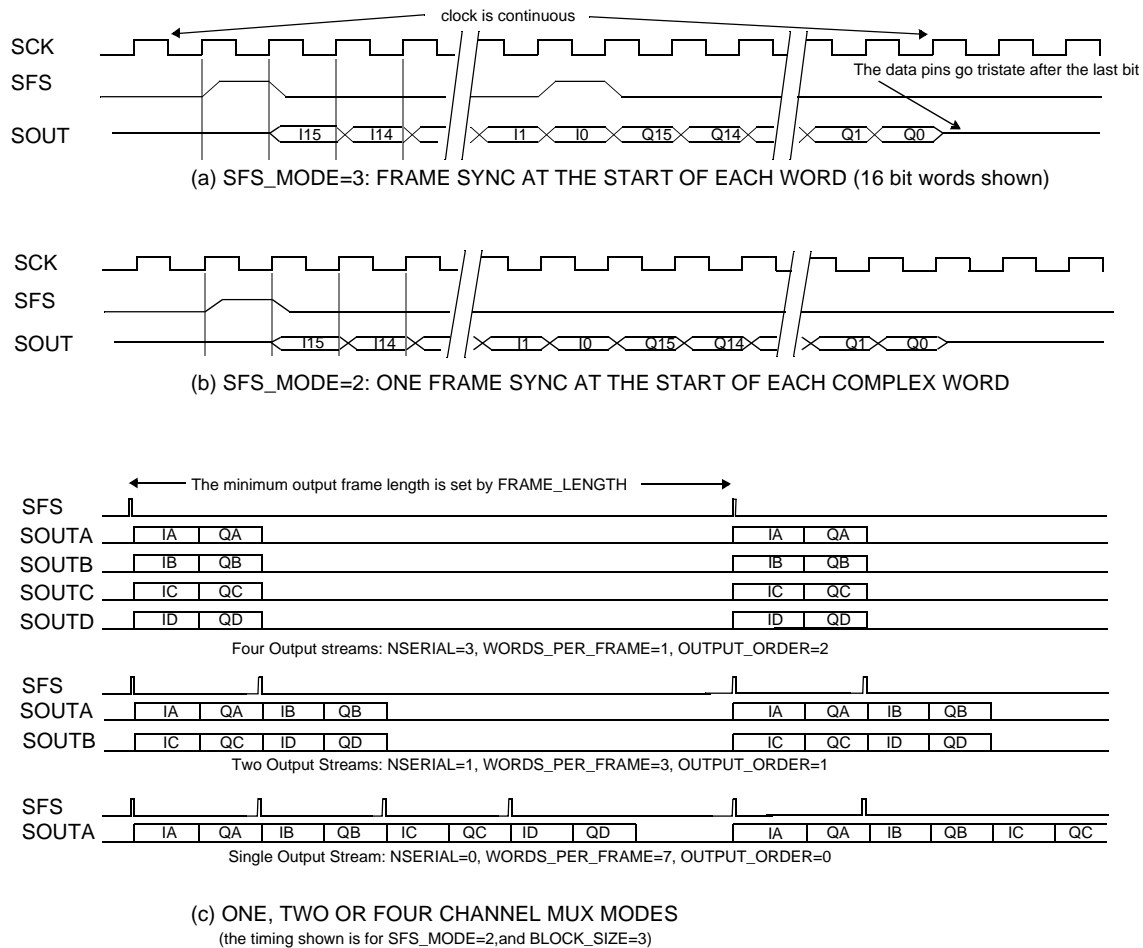 clock is continuous
SCK
SFS
The data pins go tristate after the last bit
SOUT
I15 I14 I1 I0 Q15 Q14 Q1 Q0
(a) SFS_MODE=3: FRAME SYNC AT THE START OF EACH WORD (16 bit words shown)
SCK
SFS
SOUT
I15 I14 I1 I0 Q15 Q14 Q1 Q0
(b) SFS_MODE=2: ONE FRAME SYNC AT THE START OF EACH COMPLEX WORD
The minimum output frame length is set by FRAME_LENGTH
SFS
SOUTA IA QA IA QA
SOUTB IB QB IB QB
SOUTC IC QC IC QC
SOUTD ID QD ID QD
Four Output streams: NSERIAL=3, WORDS_PER_FRAME=1, OUTPUT_ORDER=2
SFS
SOUTA IA QA IB QB IA QA IB QB
SOUTB IC QC ID QD IC QC ID QD
Two Output Streams: NSERIAL=1, WORDS_PER_FRAME=3, OUTPUT_ORDER=1
SFS
SOUTA IA QA IB QB IC QC ID QD IA QA IB QB IC QC
Single Output Stream: NSERIAL=0, WORDS_PER_FRAME=7, OUTPUT_ORDER=0
(c) ONE, TWO OR FOUR CHANNEL MUX MODES
(the timing shown is for SFS_MODE=2,and BLOCK_SIZE=3)